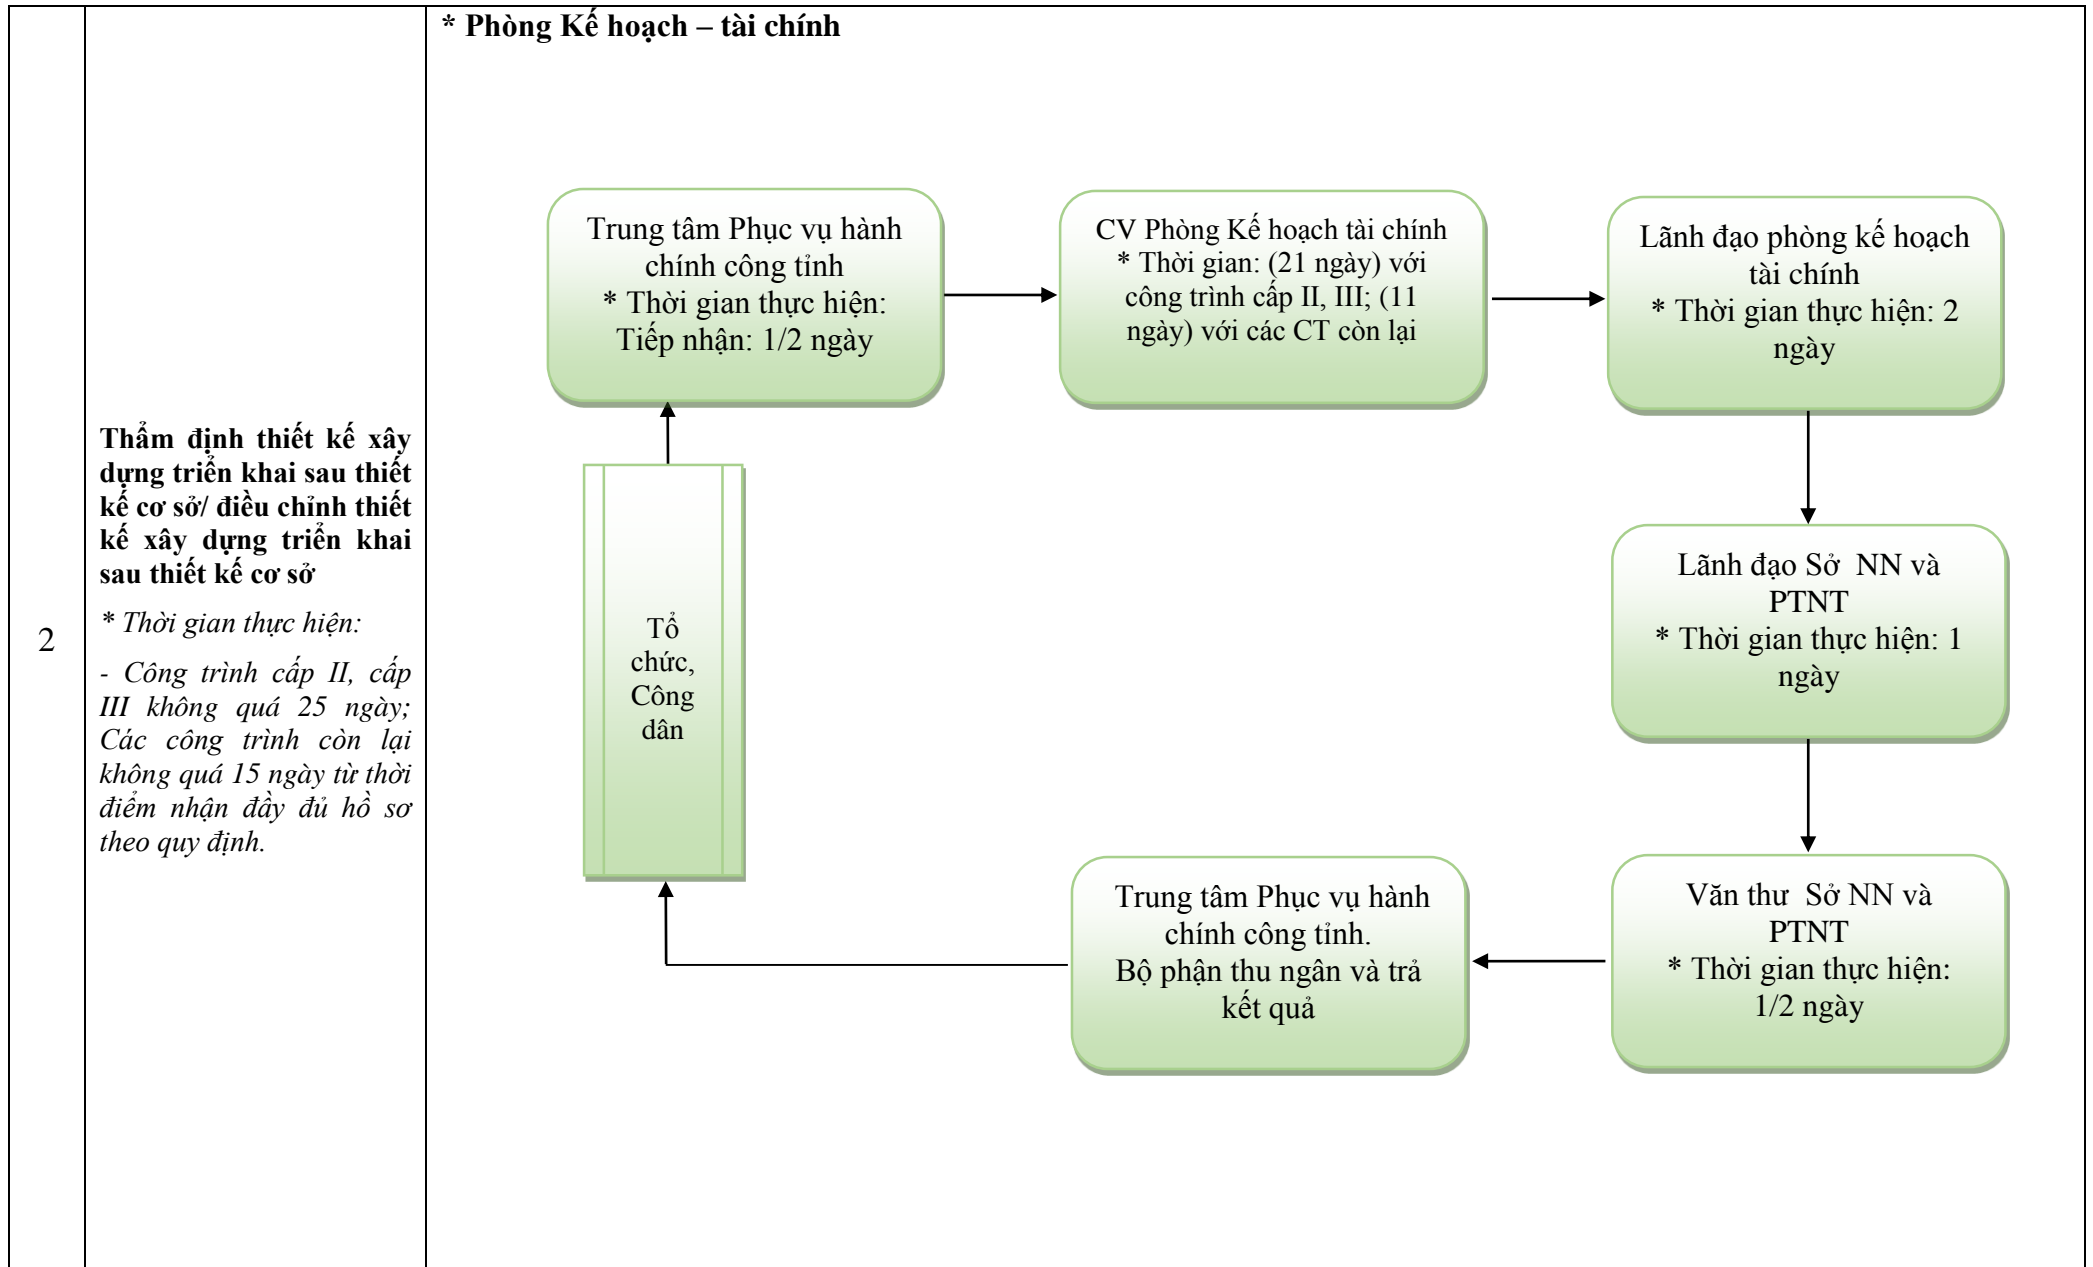 2
Thẩm định thiết kế xây
dựng triển khai sau thiết
kế cơ sở/ điều chỉnh thiết
kế xây dựng triển khai
sau thiết kế cơ sở
* Thời gian thực hiện:
- Công trình cấp II, cấp
III không quá 25 ngày;
Các công trình còn lại
không quá 15 ngày từ thời
điểm nhận đầy đủ hồ sơ
theo quy định.
* Phòng Kế hoạch – tài chính
Trung tâm Phục vụ hành
chính công tỉnh
* Thời gian thực hiện:
Tiếp nhận: 1/2 ngày
CV Phòng Kế hoạch tài chính
* Thời gian: (21 ngày) với
công trình cấp II, III; (11
ngày) với các CT còn lại
Lãnh đạo phòng kế hoạch
tài chính
* Thời gian thực hiện: 2
ngày
Lãnh đạo Sở  NN và
PTNT
* Thời gian thực hiện: 1
ngày
Văn thư  Sở NN và
PTNT
* Thời gian thực hiện:
1/2 ngày
Trung tâm Phục vụ hành
chính công tỉnh.
Bộ phận thu ngân và trả
kết quả
Tổ
chức,
Công
dân